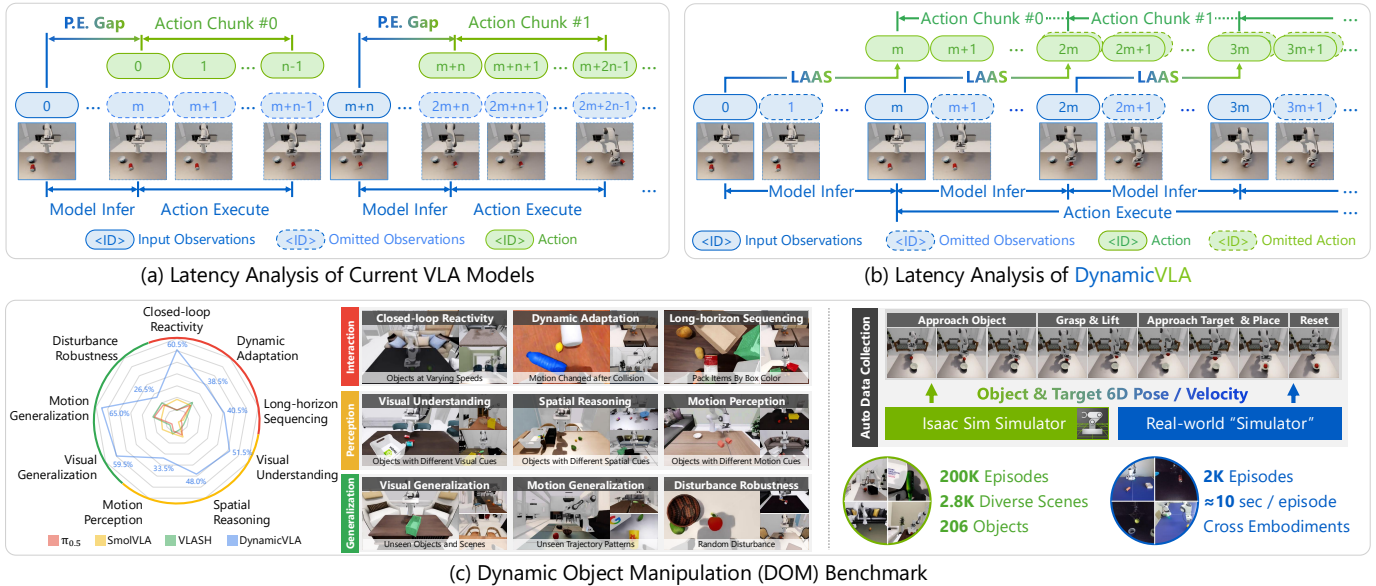 P.E. Gap Action Chunk #0 P.E. Gap Action Chunk #1
0 1 ... n-1 m+n m+n+1 ... m+2n-1 ...
0 ... m m+1 ... m+n-1 m+n ... 2m+n 2m+n+1 ... 2m+2n-1
...
Model Infer Action Execute Model Infer Action Execute
<ID> Input Observations <ID> Omitted Observations <ID> Action
(a) Latency Analysis of Current VLA Models
Action Chunk #0 Action Chunk #1 ...
m m+1 ... 2m 2m+1 ... 3m 3m+1 ...
LAAS LAAS LAAS
0 1 ... m m+1 ... 2m 2m+1 ... 3m 3m+1 ...
Model Infer Model Infer Model Infer ...
Action Execute ...
<ID> Input Observations <ID> Omitted Observations <ID> Action <ID> Omitted Action
(b) Latency Analysis of DynamicVLA
Closed-loop
Reactivity
Disturbance
Robustness
Dynamic
Adaptation
Motion
Generalization
Long-horizon
Sequencing
Visual
Generalization
Visual
Understanding
Motion
Perception
Spatial
Reasoning
60.5%
38.5%
40.5%
51.5%
48.0%
33.5%
59.5%
65.0%
26.5%
π0.5 SmolVLA VLASH DynamicVLA
Interaction
Closed-loop Reactivity Dynamic Adaptation Long-horizon Sequencing
Objects at Varying Speeds Motion Changed after Collision Pack Items By Box Color
Perception
Visual Understanding Spatial Reasoning Motion Perception
Objects with Different Visual Cues Objects with Different Spatial Cues Objects with Different Motion Cues
Generalization
Visual Generalization Motion Generalization Disturbance Robustness
Unseen Objects and Scenes Unseen Trajectory Patterns Random Disturbance
Auto Data Collection
Approach Object Grasp & Lift Approach Target & Place Reset
Object & Target 6D Pose / Velocity
Isaac Sim Simulator Real-world “Simulator”
200K Episodes
2.8K Diverse Scenes
206 Objects
2K Episodes
≈10 sec / episode
Cross Embodiments
(c) Dynamic Object Manipulation (DOM) Benchmark